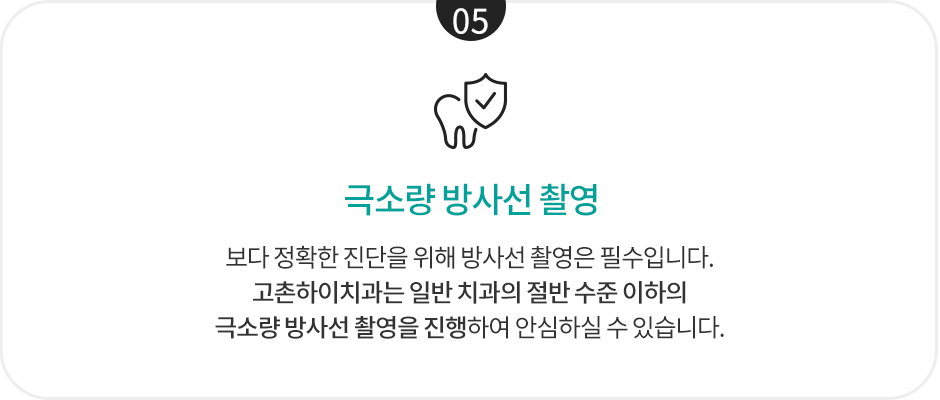 05
극소량 방사선 촬영
보다 정확한 진단을 위해 방사선 촬영은 필수입니다.
고촌하이치과는 일반 치과의 절반 수준 이하의
극소량 방사선 촬영을 진행하여 안심하실 수 있습니다.